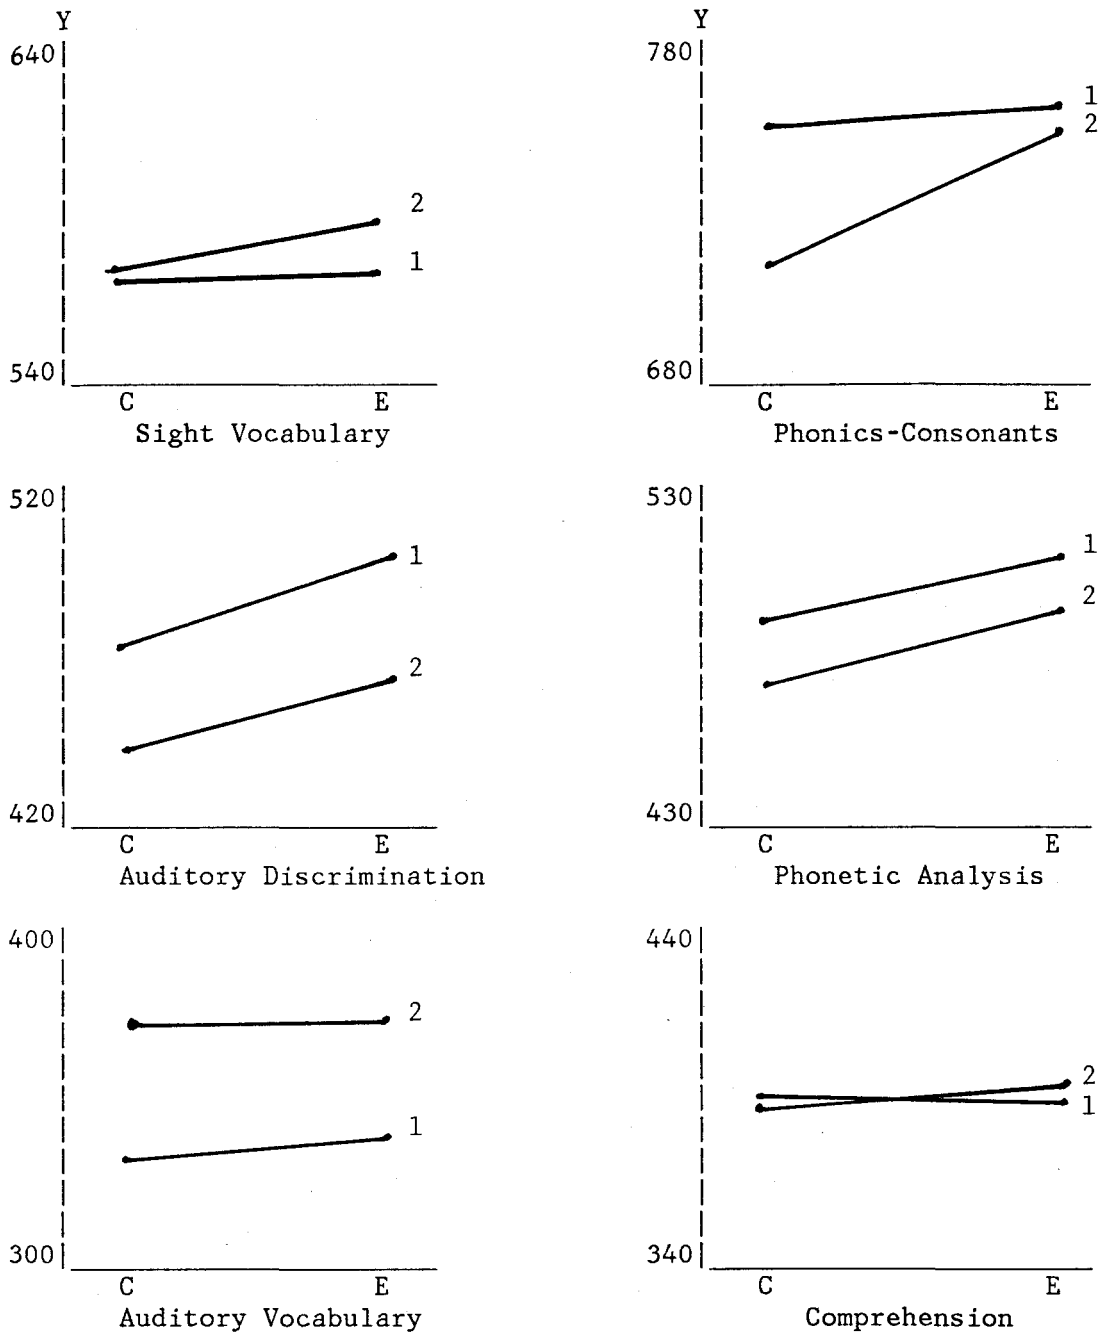 Y
640
2
1
540
C E
Sight Vocabulary
Y
780
1
2
680
C E
Phonics-Consonants
520
1
2
420
C E
Auditory Discrimination
530
1
2
430
C E
Phonetic Analysis
400
2
1
300
C E
Auditory Vocabulary
440
2
1
340
C E
Comprehension